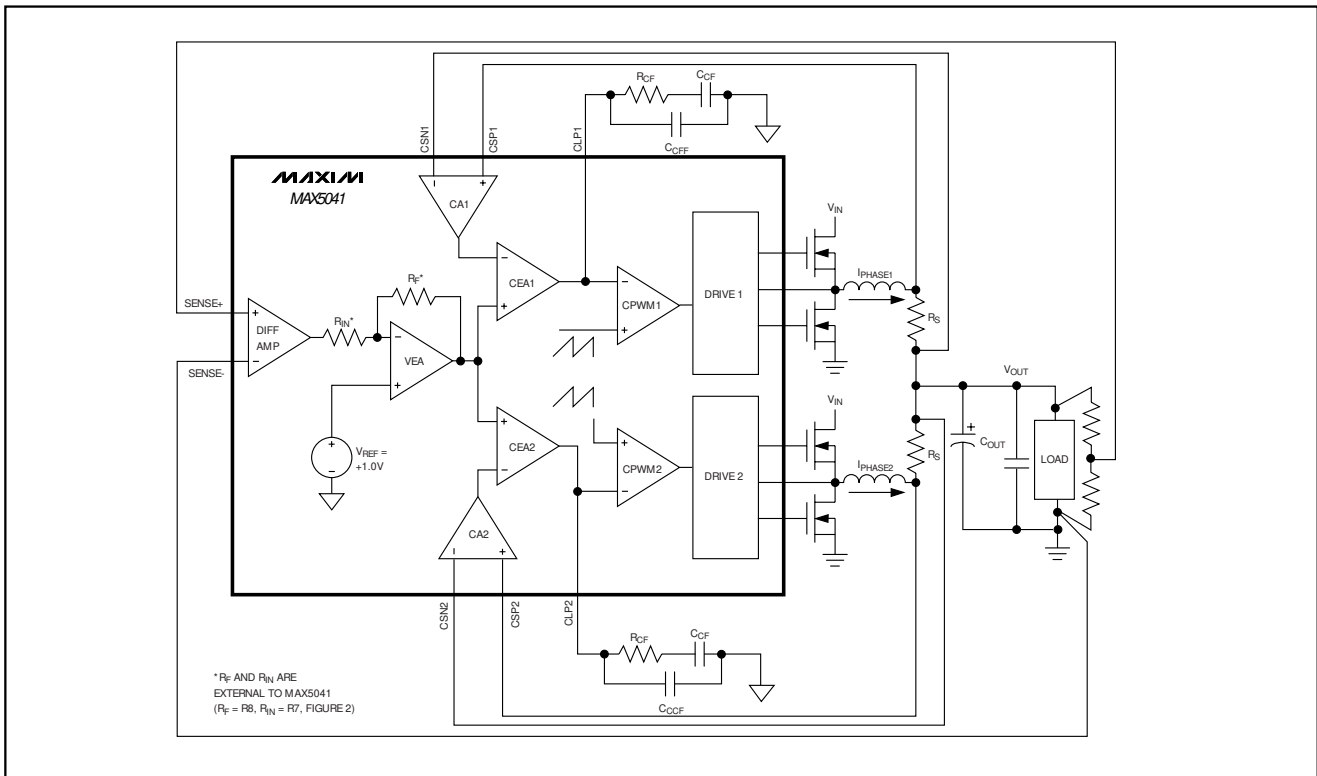 RCF
CCF
CCFF
CSN1
CSP1
CLP1
MAXIM
MAX5041
CA1
VIN
RF*
CEA1
CPWM1
DRIVE 1
IPHASE1
RS
SENSE+
RIN*
DIFF
AMP
VEA
SENSE-
VOUT
VREF =
+1.0V
CEA2
CPWM2
DRIVE 2
VIN
IPHASE2
RS
COUT
LOAD
CA2
CSN2
CSP2
CLP2
RCF
CCF
CCCF
* RF AND RIN ARE
EXTERNAL TO MAX5041
(RF = R8, RIN = R7, FIGURE 2)